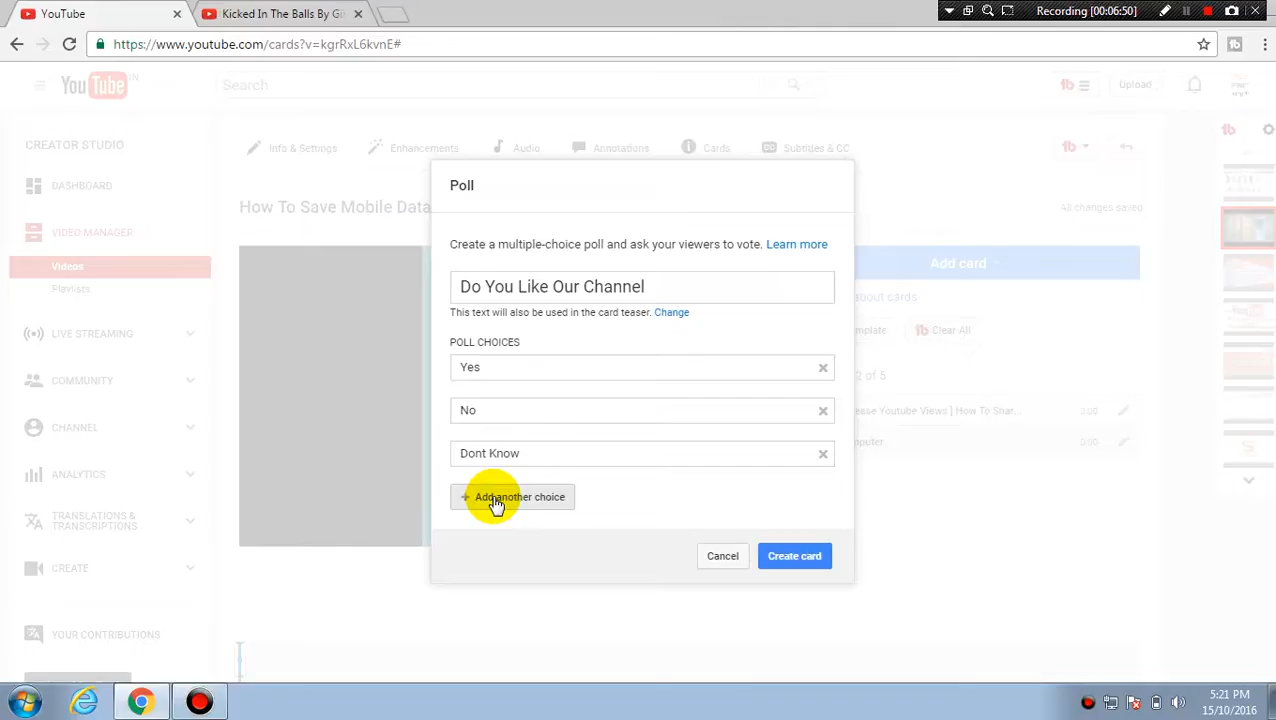 YouTube
Kicked In The Balls By Gi
Recording [00:06:50]
https://www.youtube.com/cards?v=kgrRxL6kvnE#
YouTube IN
Search
Upload
CREATOR STUDIO
Info & Settings
Enhancements
Audio
Annotations
Cards
Subtitles & CC
DASHBOARD
VIDEO MANAGER
Videos
Playlists
LIVE STREAMING
COMMUNITY
CHANNEL
ANALYTICS
TRANSLATIONS &
TRANSCRIPTIONS
CREATE
YOUR CONTRIBUTIONS
How To Save Mobile Data
All changes saved
Poll
Create a multiple-choice poll and ask your viewers to vote. Learn more
Do You Like Our Channel
This text will also be used in the card teaser. Change
POLL CHOICES
Yes
No
Dont Know
+ Add another choice
Cancel
Create card
Add card
about cards
mplate
Clear All
2 of 5
ease Youtube Views ] How To Shar...
0:00
mputer
0:00
5:21 PM
15/10/2016